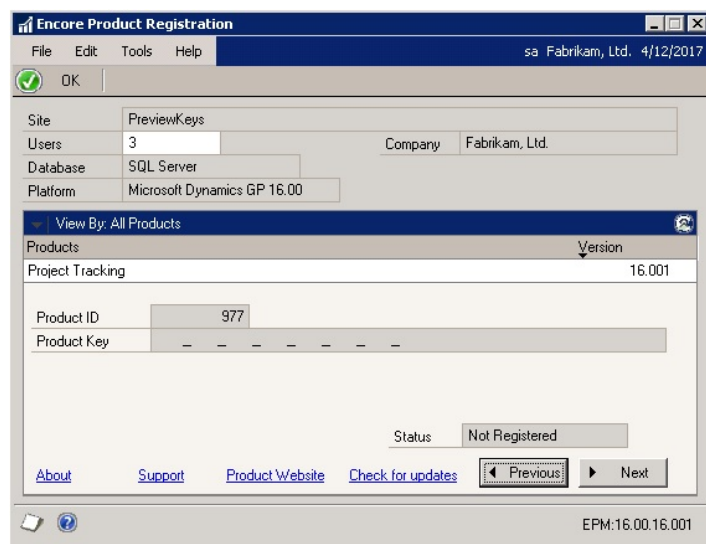 Encore Product Registration
File Edit Tools Help sa Fabrikam, Ltd. 4/12/2017
OK
Site PreviewKeys
Users 3 Company Fabrikam, Ltd.
Database SQL Server
Platform Microsoft Dynamics GP 16.00
View By: All Products
Products Version
Project Tracking 16.001
Product ID 977
Product Key _ _ _ _ _ _ _
Status Not Registered
About Support Product Website Check for updates Previous Next
EPM:16.00.16.001